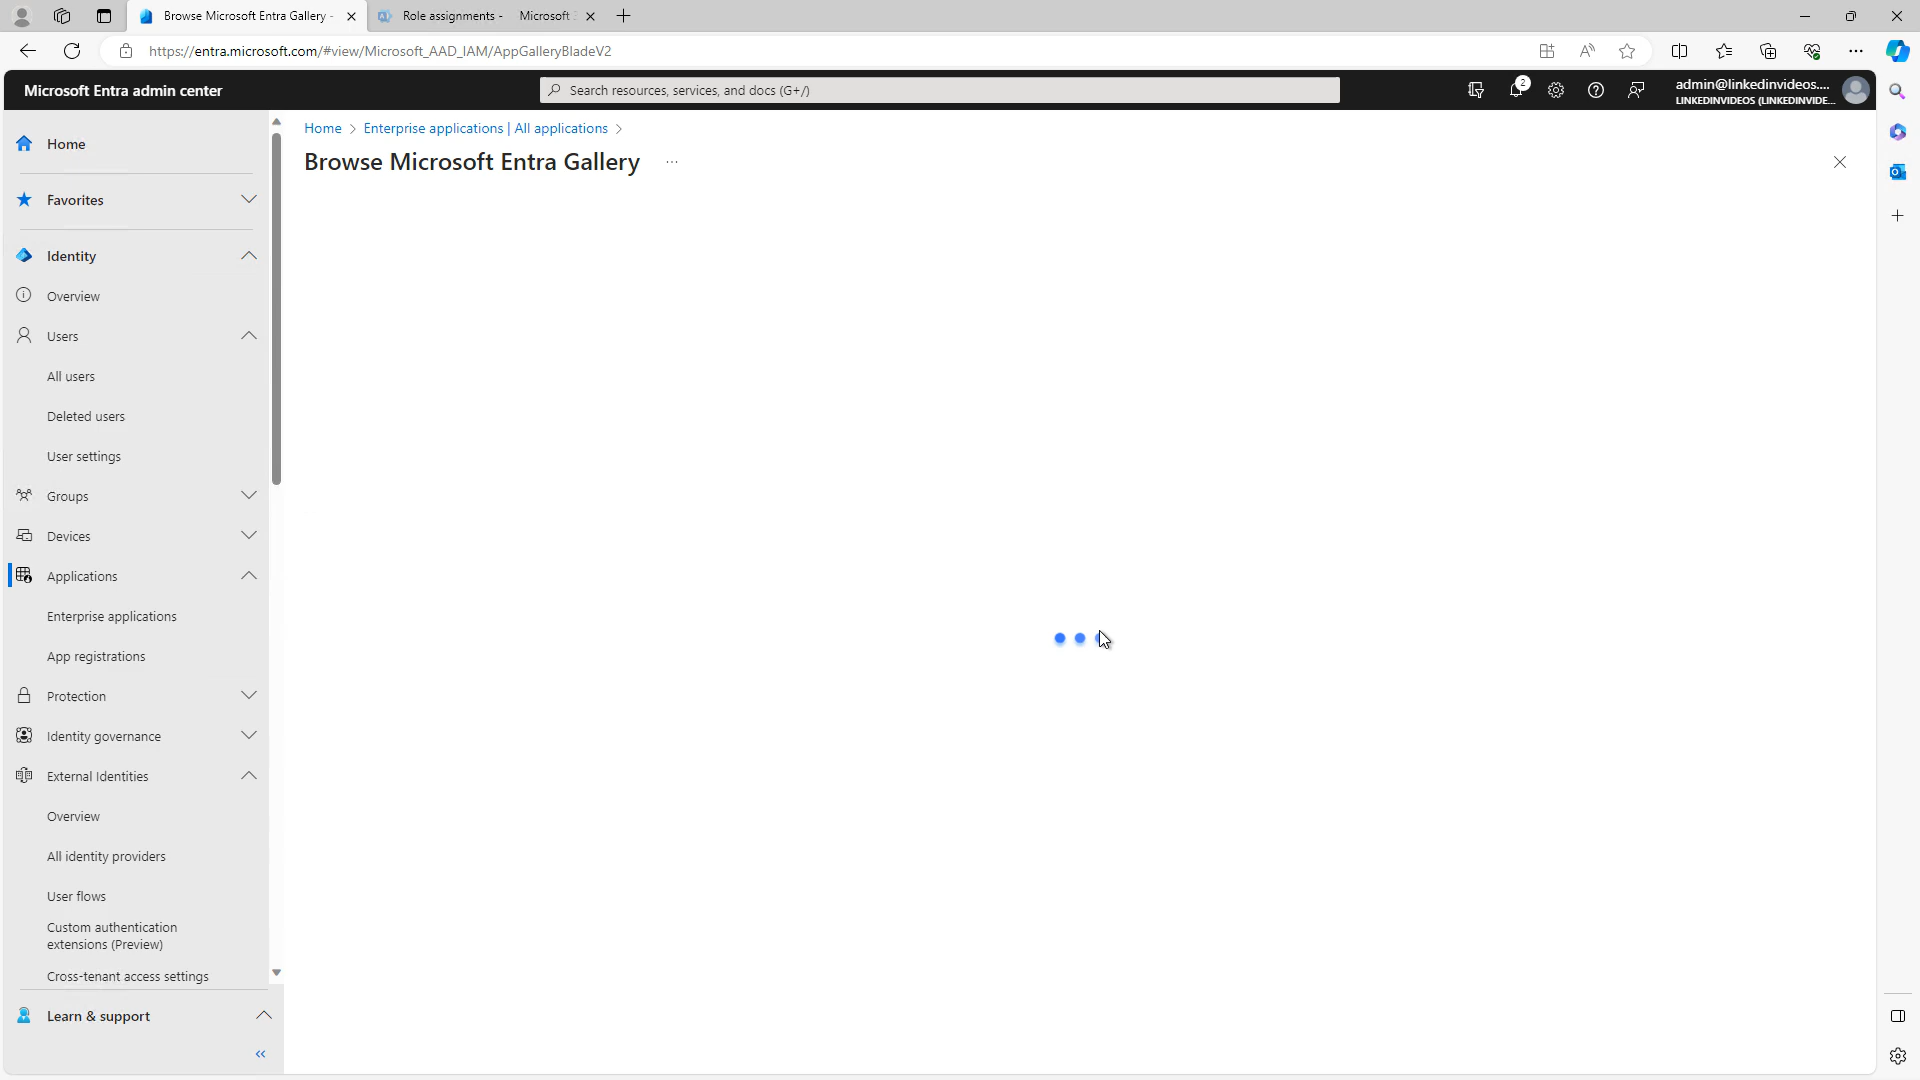 Browse Microsoft Entra Gallery -
Role assignments - Microsoft
https://entra.microsoft.com/#view/Microsoft_AAD_IAM/AppGalleryBladeV2
Microsoft Entra admin center
Search resources, services, and docs (G+/)
2
admin@linkedinvideos....
LINKEDINVIDEOS (LINKEDINVIDE...
Home
Favorites
Identity
Overview
Users
All users
Deleted users
User settings
Groups
Devices
Applications
Enterprise applications
App registrations
Protection
Identity governance
External Identities
Overview
All identity providers
User flows
Custom authentication
extensions (Preview)
Cross-tenant access settings
Learn & support
Home > Enterprise applications | All applications >
Browse Microsoft Entra Gallery ...